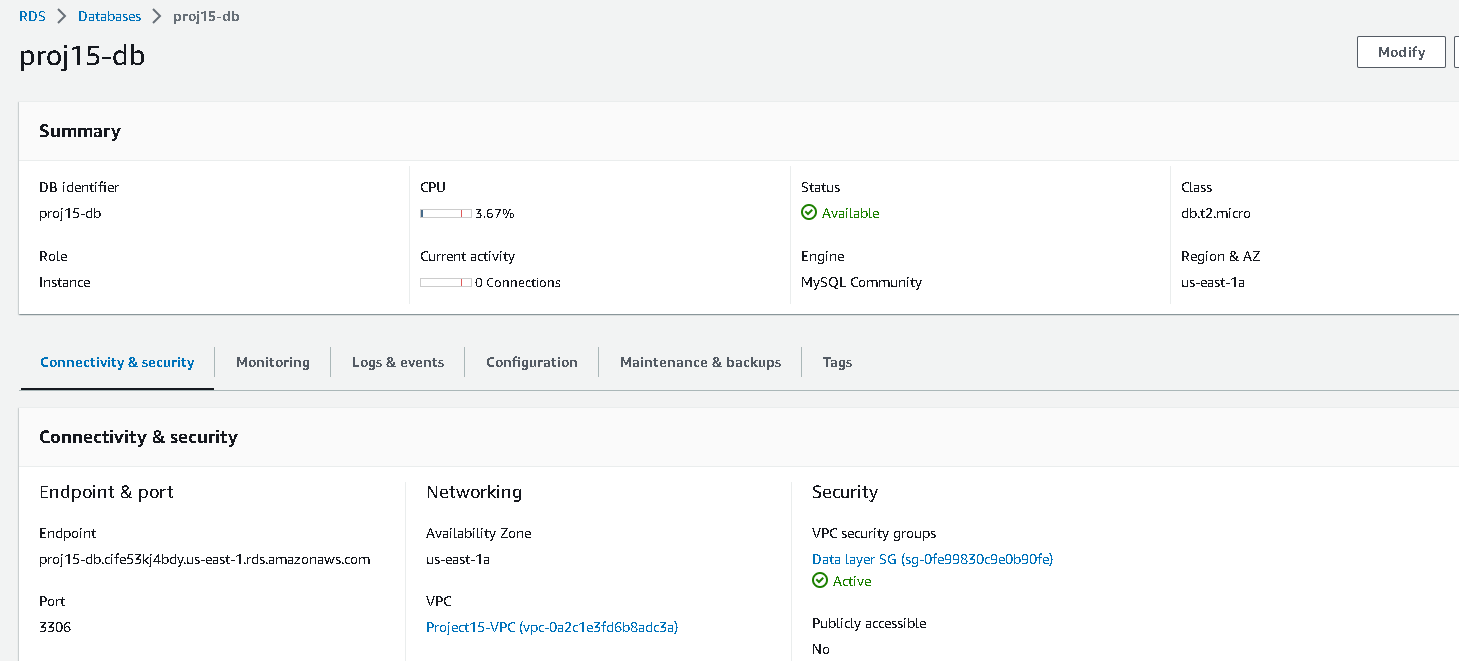 RDS > Databases > proj15-db
proj15-db
Modify
Summary
DB identifier
proj15-db
CPU
3.67%
Status
Available
Class
db.t2.micro
Role
Instance
Current activity
0 Connections
Engine
MySQL Community
Region & AZ
us-east-1a
Connectivity & security
Monitoring
Logs & events
Configuration
Maintenance & backups
Tags
Connectivity & security
Endpoint & port
Endpoint
proj15-db.cife53kj4bdy.us-east-1.rds.amazonaws.com
Port
3306
Networking
Availability Zone
us-east-1a
VPC
Project15-VPC (vpc-0a2c1e3fd6b8adc3a)
Security
VPC security groups
Data layer SG (sg-0fe99830c9e0b90fe)
Active
Publicly accessible
No